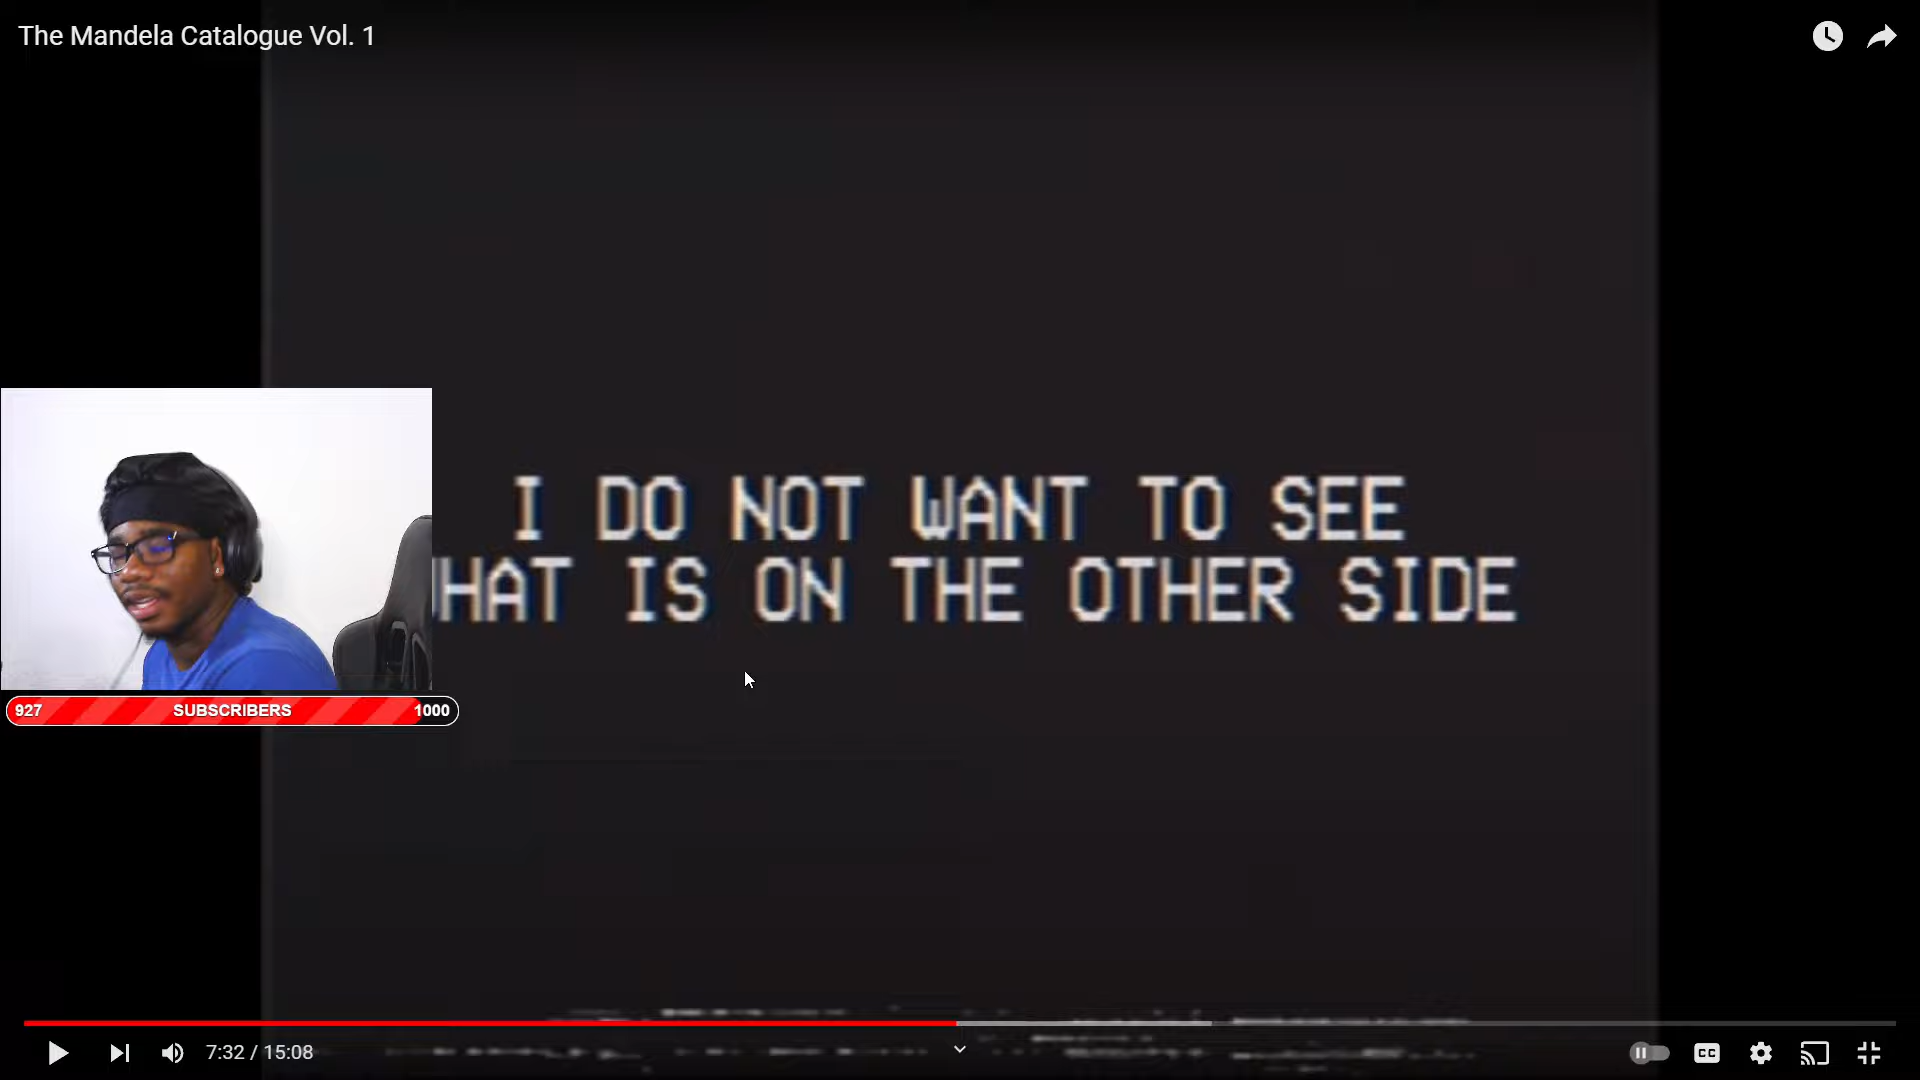 The Mandela Catalogue Vol. 1
I DO NOT WANT TO SEE
HAT IS ON THE OTHER SIDE
927 SUBSCRIBERS 1000
7:32 / 15:08
CC